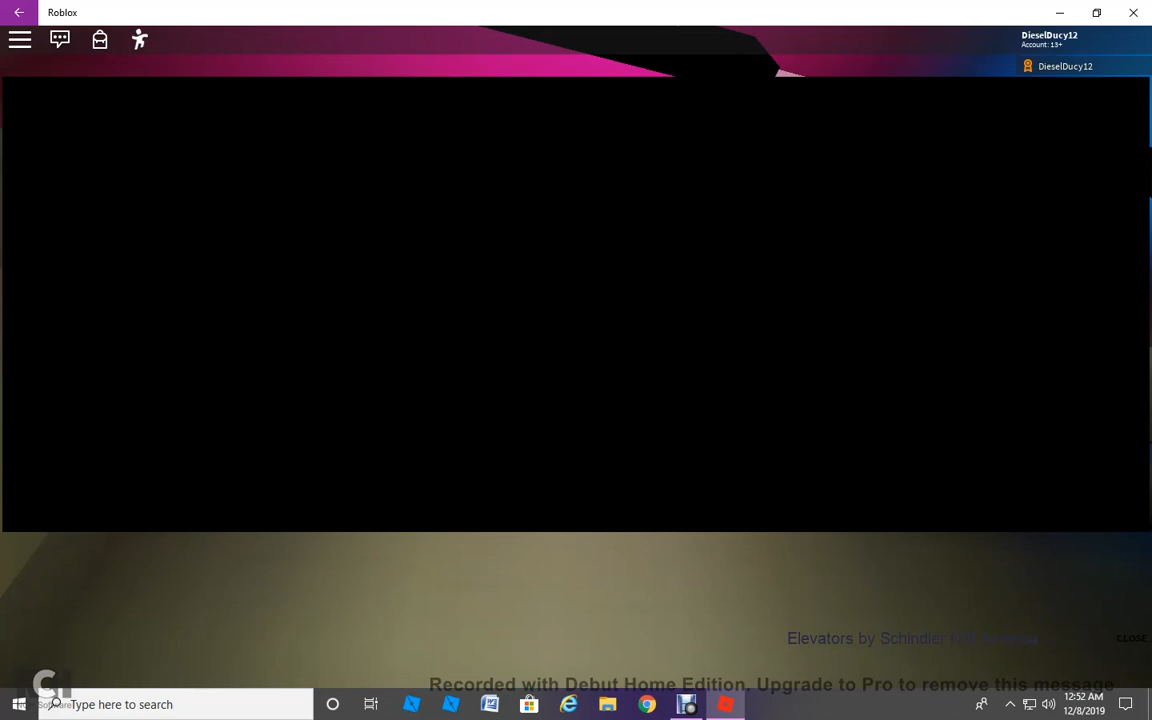 Roblox
DieselDucy12
Account: 13+
DieselDucy12
Elevators by Schindler
CLOSE
Recorded with Debut Home Edition. Upgrade to Pro to remove this message
Type here to search
12:52 AM
12/8/2019